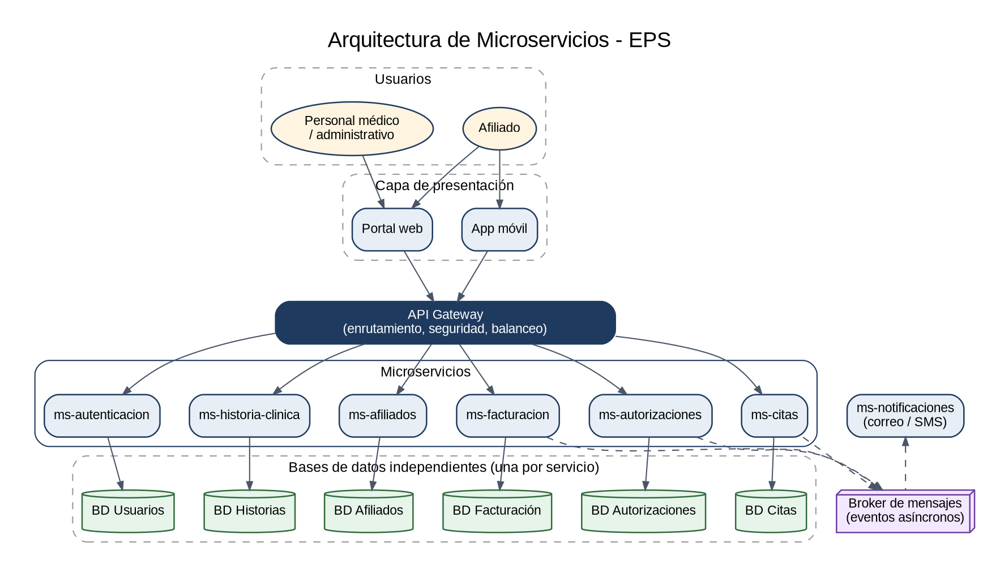 Arquitectura de Microservicios - EPS
Usuarios
Personal médico
/ administrativo
Afiliado
Capa de presentación
Portal web
App móvil
API Gateway
(enrutamiento, seguridad, balanceo)
Microservicios
ms-autenticacion
ms-historia-clinica
ms-afiliados
ms-facturacion
ms-autorizaciones
ms-citas
ms-notificaciones
(correo / SMS)
Bases de datos independientes (una por servicio)
BD Usuarios
BD Historias
BD Afiliados
BD Facturación
BD Autorizaciones
BD Citas
Broker de mensajes
(eventos asíncronos)